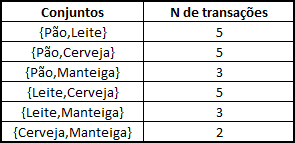 Conjuntos N de transações
{Pão,Leite} 5
{Pão,Cerveja} 5
{Pão,Manteiga} 3
{Leite,Cerveja} 5
{Leite,Manteiga} 3
{Cerveja,Manteiga} 2